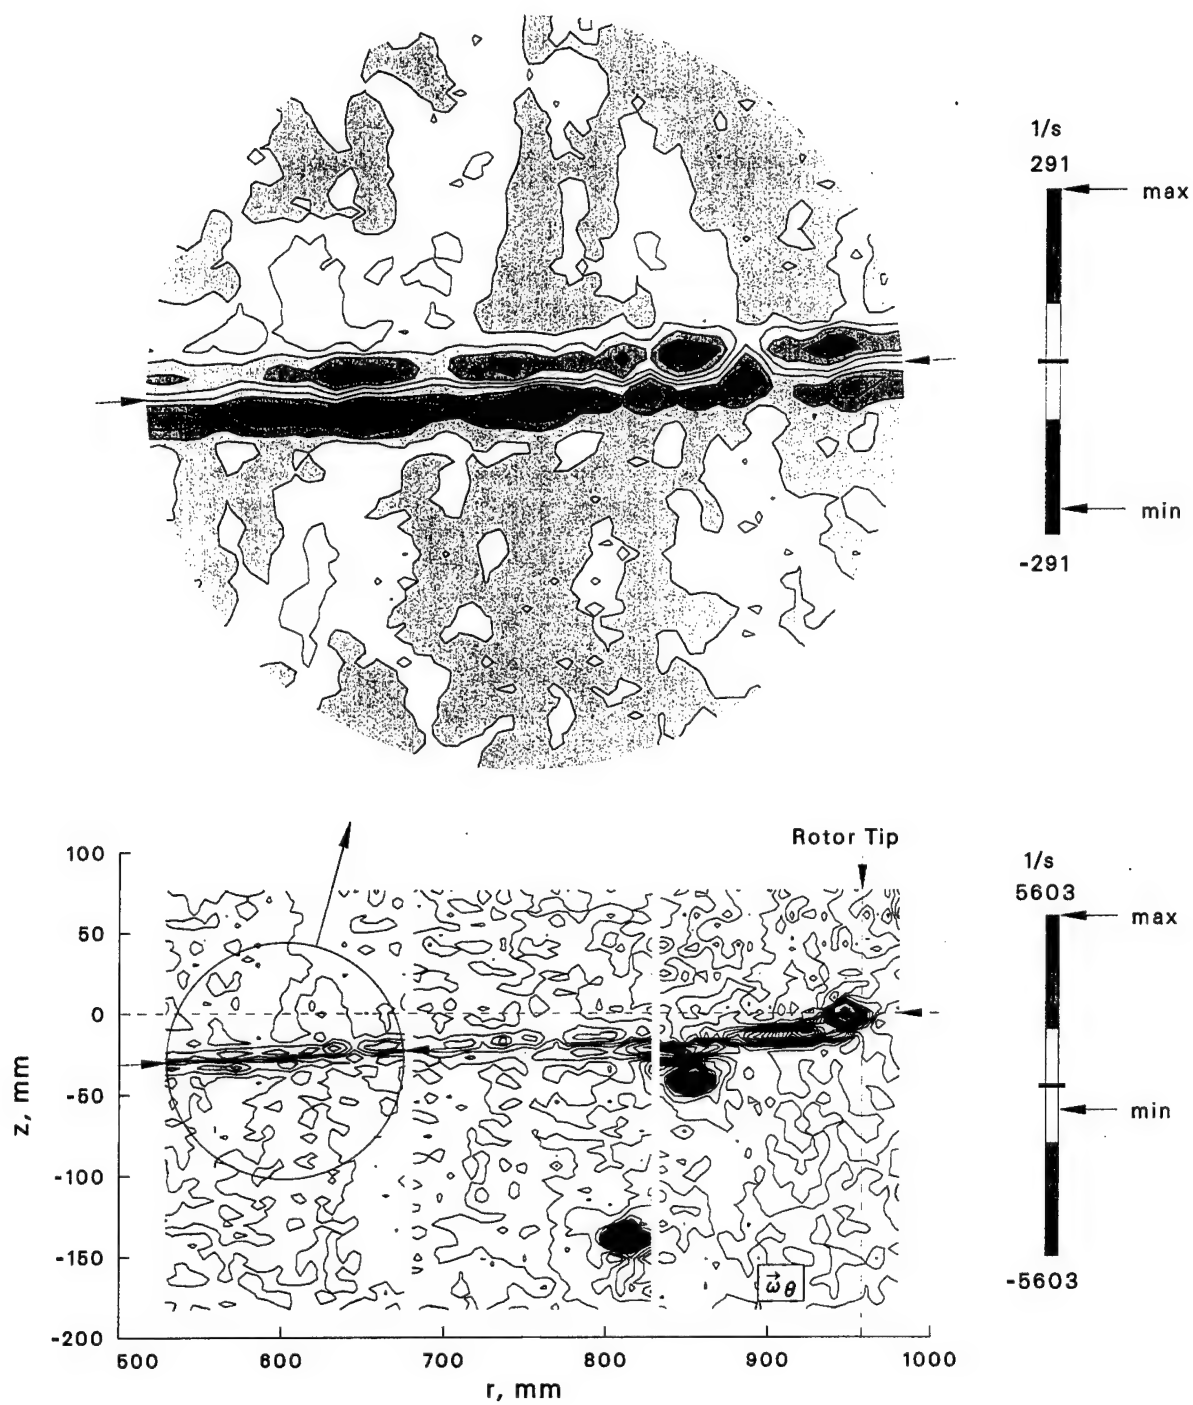 1/s
291
max
min
-291
Rotor Tip
1/s
5603
max
min
-5603
100
50
0
-50
-100
-150
-200
z, mm
500 600 700 800 900 1000
r, mm
ω⃗ θ